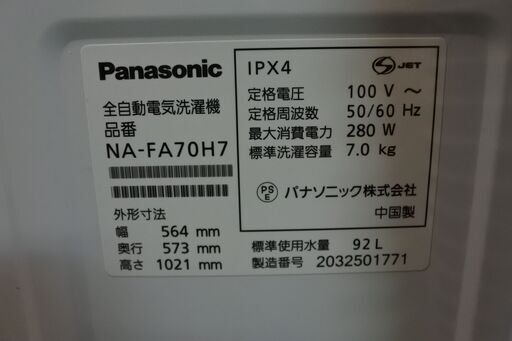 Panasonic
全自動電気洗濯機
品番
NA-FA70H7
外形寸法
幅 564 mm
奥行 573 mm
高さ 1021 mm
IPX4
S JET
定格電圧 100 V ～
定格周波数 50/60 Hz
最大消費電力 280 W
標準洗濯容量 7.0 kg
PS
E
パナソニック株式会社
中国製
標準使用水量 92 L
製造番号 2032501771